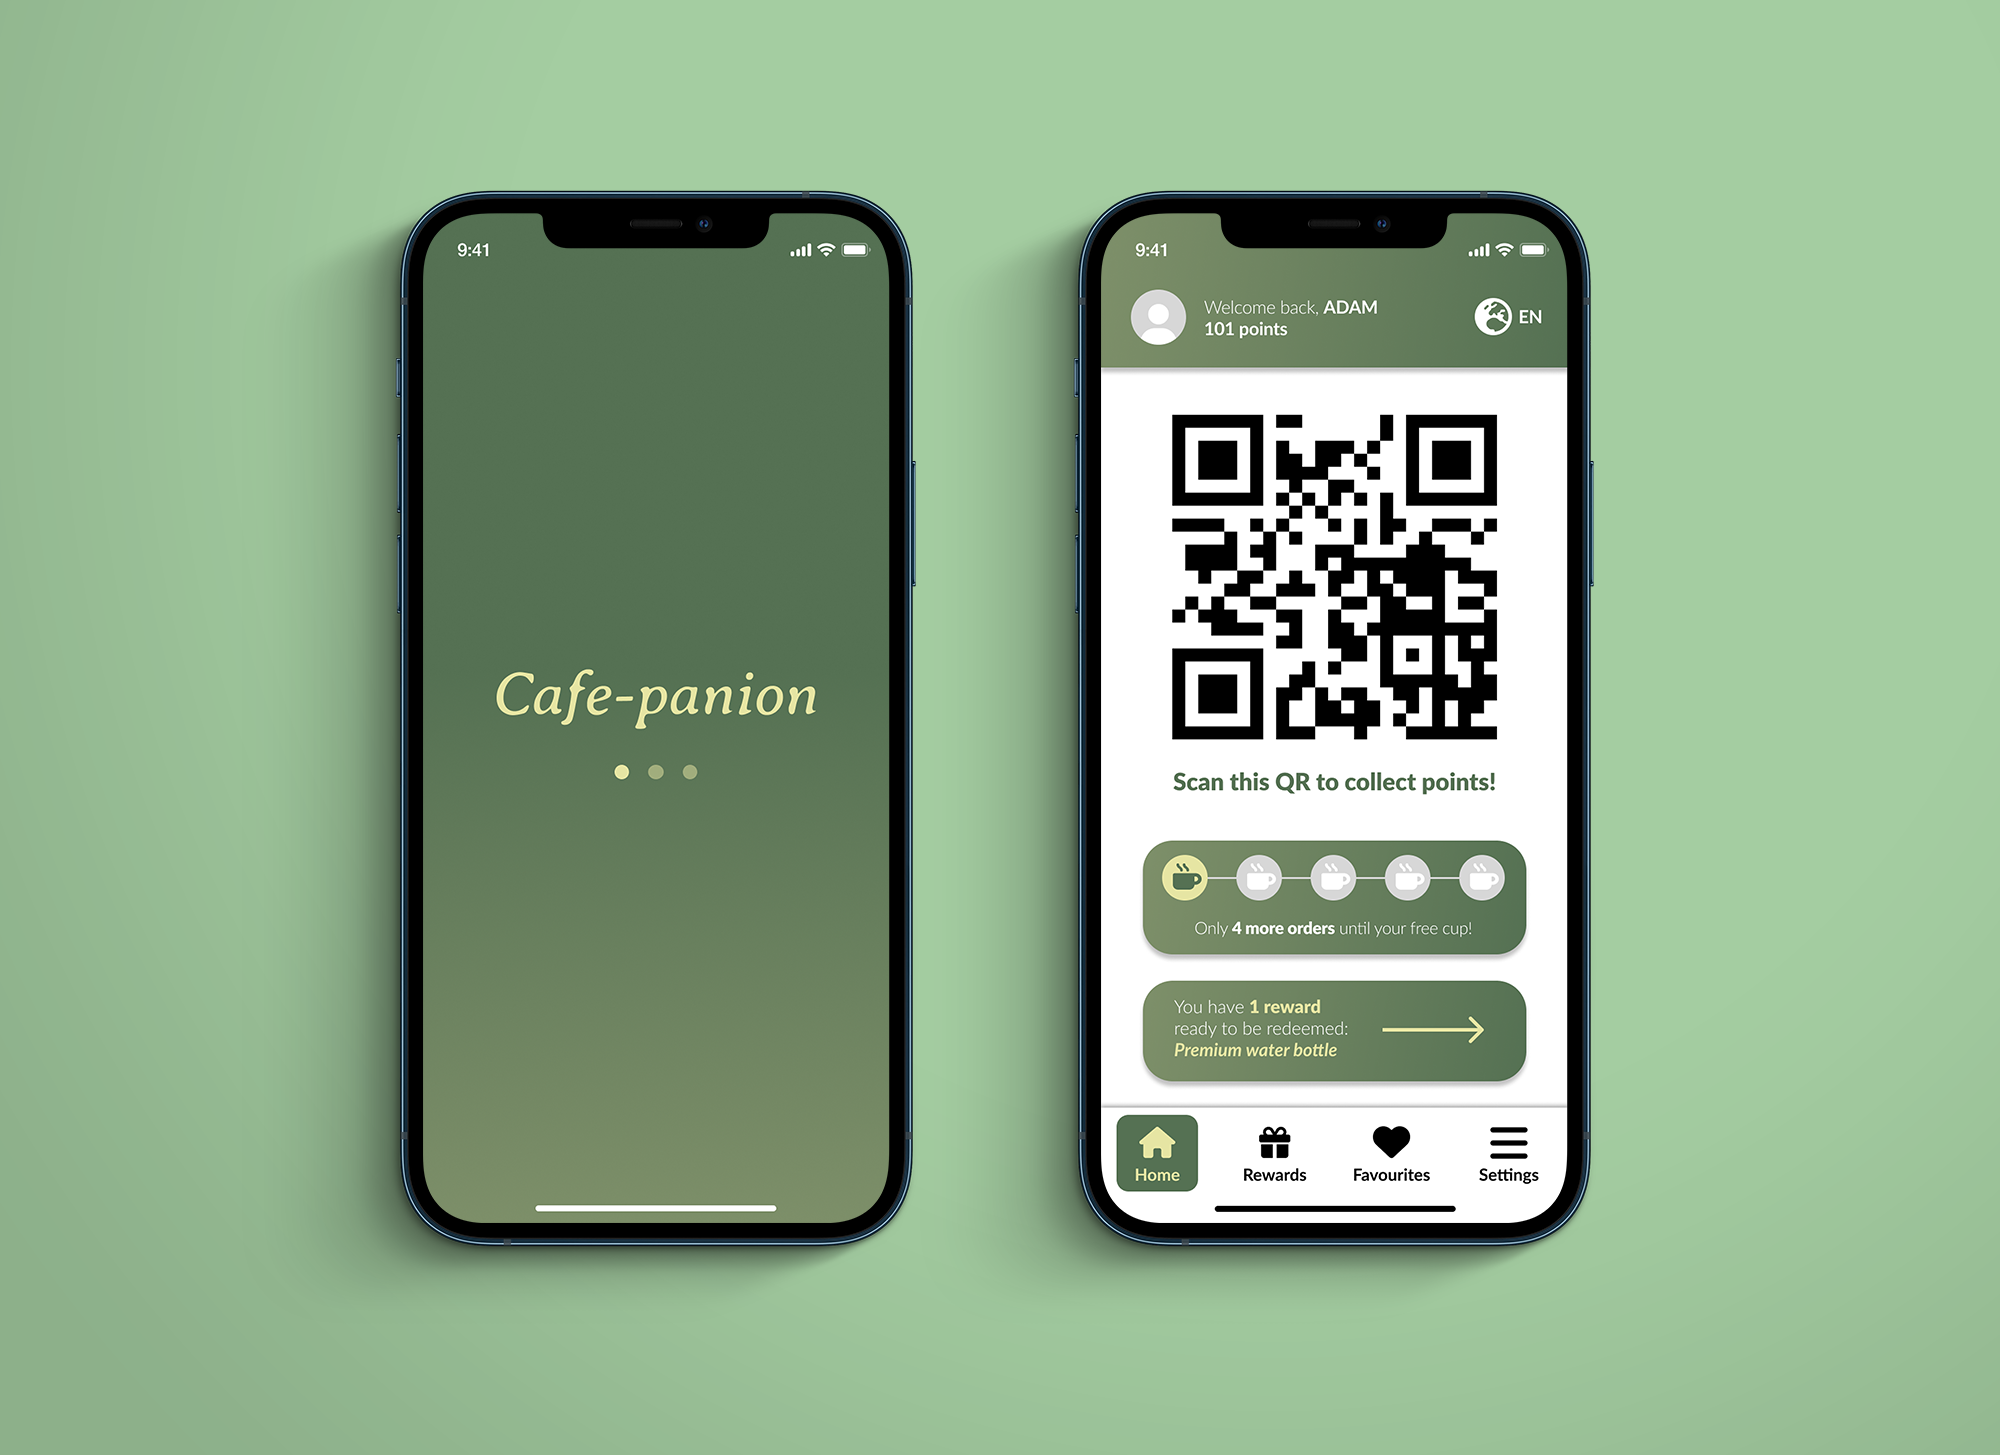 9:41
Cafe-panion
9:41
Welcome back, ADAM
101 points
EN
Scan this QR to collect points!
Only 4 more orders until your free cup!
You have 1 reward
ready to be redeemed:
Premium water bottle
Home
Rewards
Favourites
Settings